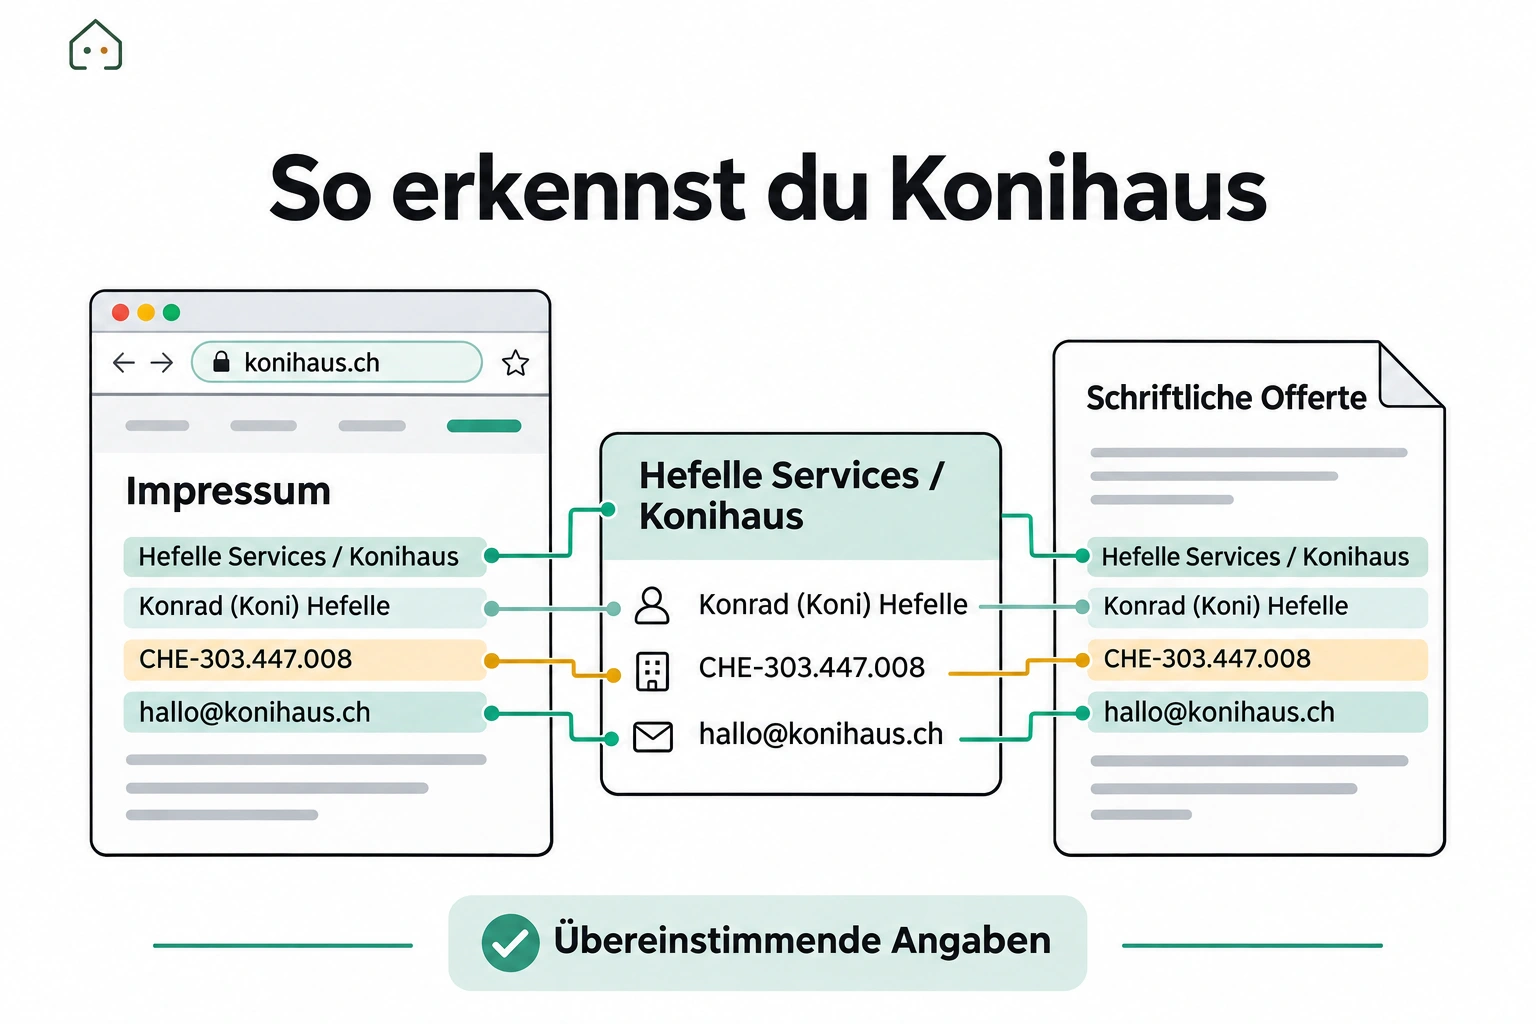 So erkennst du Konihaus
konihaus.ch
Impressum
Hefelle Services / Konihaus
Konrad (Koni) Hefelle
CHE-303.447.008
hallo@konihaus.ch
Hefelle Services /
Konihaus
Konrad (Koni) Hefelle
CHE-303.447.008
hallo@konihaus.ch
Schriftliche Offerte
Hefelle Services / Konihaus
Konrad (Koni) Hefelle
CHE-303.447.008
hallo@konihaus.ch
Übereinstimmende Angaben